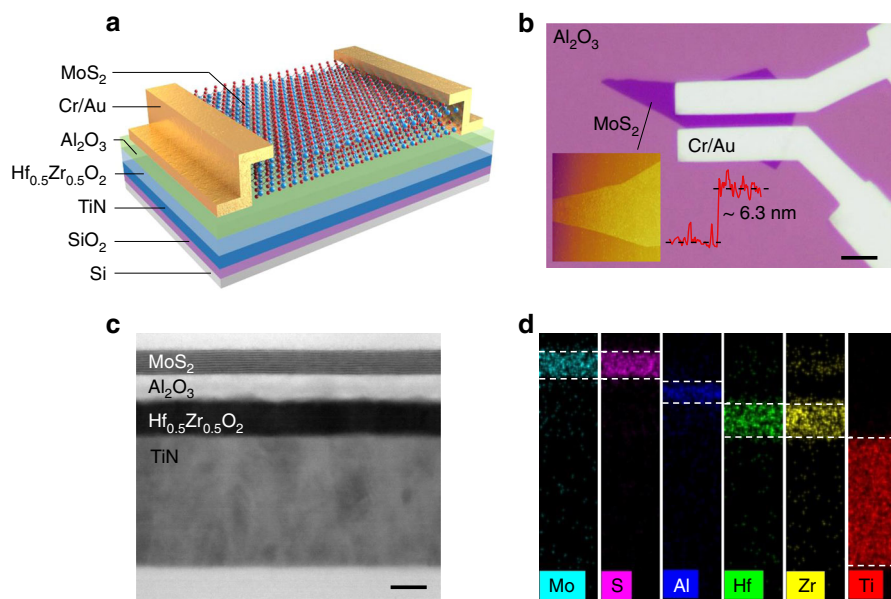 a
MoS₂
Cr/Au
Al₂O₃
Hf₀.₅Zr₀.₅O₂
TiN
SiO₂
Si
b
Al₂O₃
MoS₂
Cr/Au
~ 6.3 nm
c
MoS₂
Al₂O₃
Hf₀.₅Zr₀.₅O₂
TiN
d
Mo S Al Hf Zr Ti